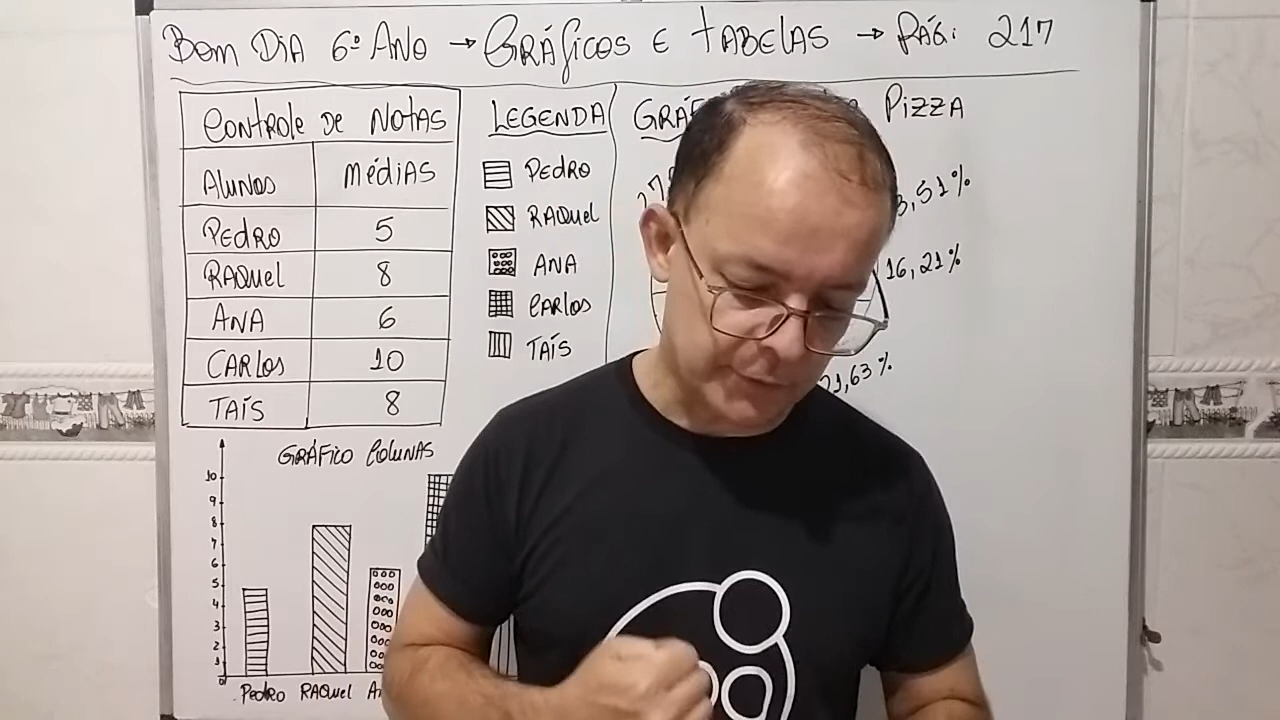 BOM DIA 6º ANO → GRÁFICOS E TABELAS → PÁG: 217
CONTROLE DE NOTAS
ALUNOS MÉDIAS
PEDRO 5
RAQUEL 8
ANA 6
CARLOS 10
TAÍS 8
LEGENDA
PEDRO
RAQUEL
ANA
CARLOS
TAÍS
PIZZA
16,21%
21,63%
GRÁFICO COLUNAS
10
9
8
7
6
5
4
3
2
1
0
PEDRO RAQUEL